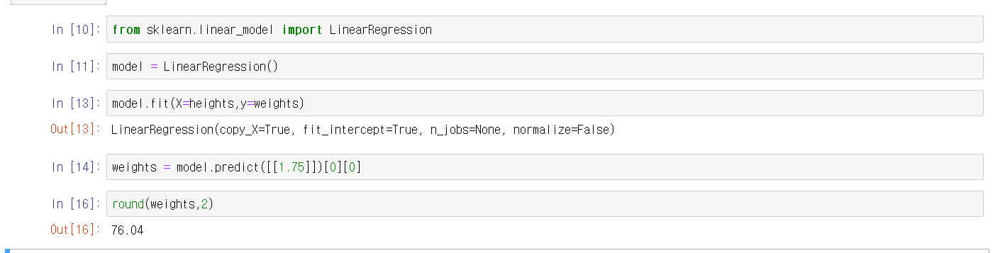 In [10]: from sklearn.linear_model import LinearRegression
In [11]: model = LinearRegression()
In [13]: model.fit(X=heights,y=weights)
Out[13]: LinearRegression(copy_X=True, fit_intercept=True, n_jobs=None, normalize=False)
In [14]: weights = model.predict([[1.75]])[0][0]
In [16]: round(weights,2)
Out[16]: 76.04